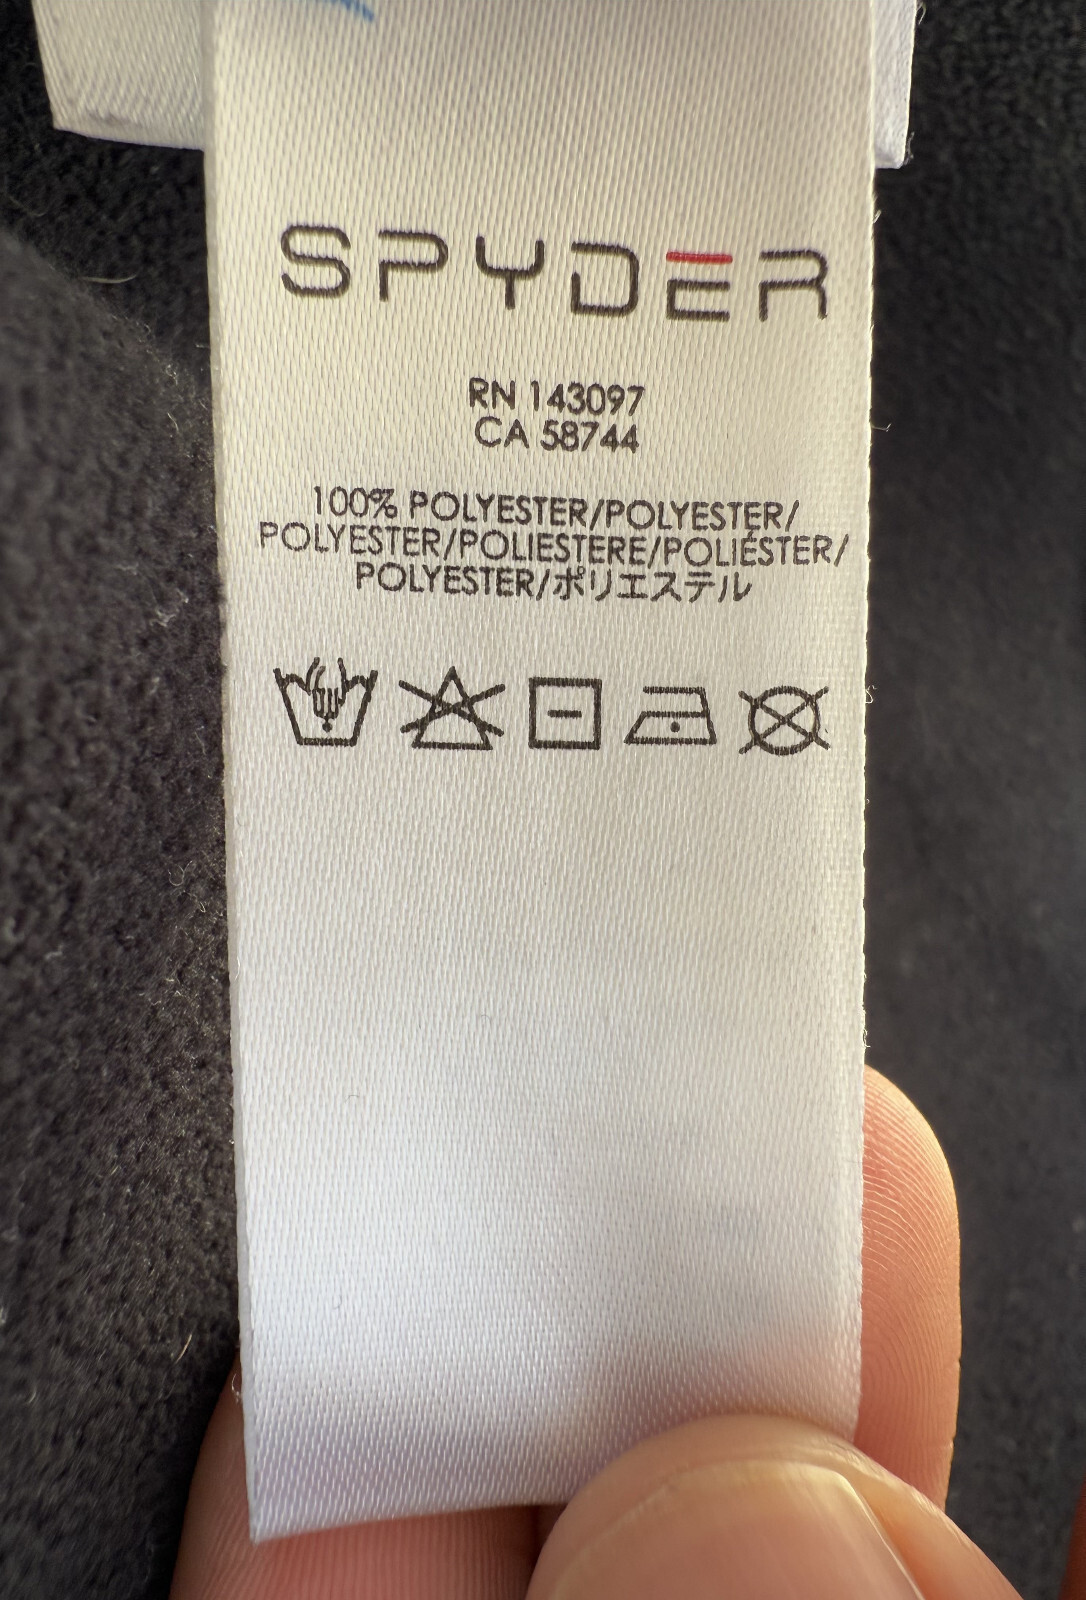 SPYDER
RN 143097
CA 58744
100% POLYESTER/POLYESTER/
POLYESTER/POLIESTERE/POLIÉSTER/
POLYESTER/ポリエステル